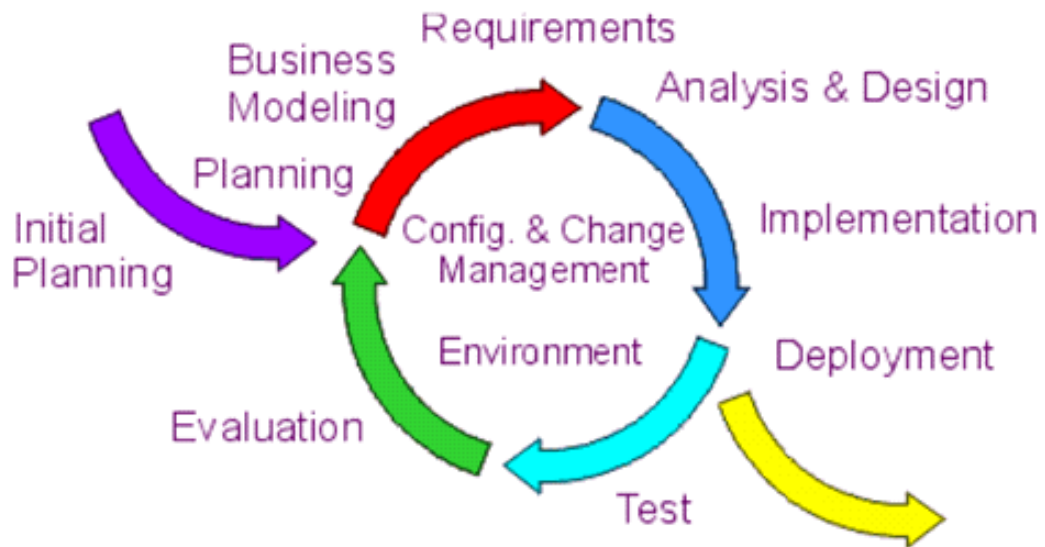 Requirements
Business
Modeling
Analysis & Design
Planning
Initial
Planning
Config. & Change
Management
Implementation
Environment
Deployment
Evaluation
Test